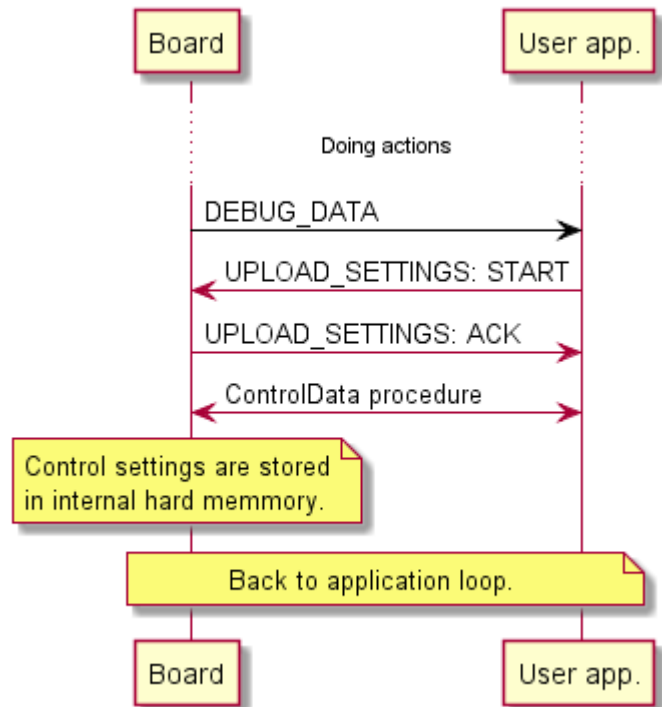 Board
User app.
Doing actions
DEBUG_DATA
UPLOAD_SETTINGS: START
UPLOAD_SETTINGS: ACK
ControlData procedure
Control settings are stored
in internal hard memmory.
Back to application loop.
Board
User app.